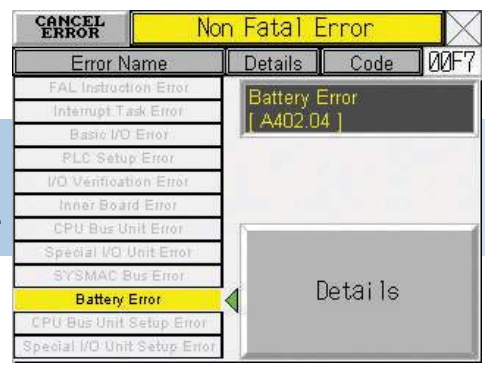 CANCEL
ERROR
Non Fatal Error
Error Name
Details
Code
00F7
FAL Instruction Error
Interrupt Task Error
Basic I/O Error
PLC Setup Error
I/O Verification Error
Inner Board Error
CPU Bus Unit Error
Special I/O Unit Error
SYSMAC Bus Error
Battery Error
CPU Bus Unit Setup Error
Special I/O Unit Setup Error
Battery Error
[ A402.04 ]
Details